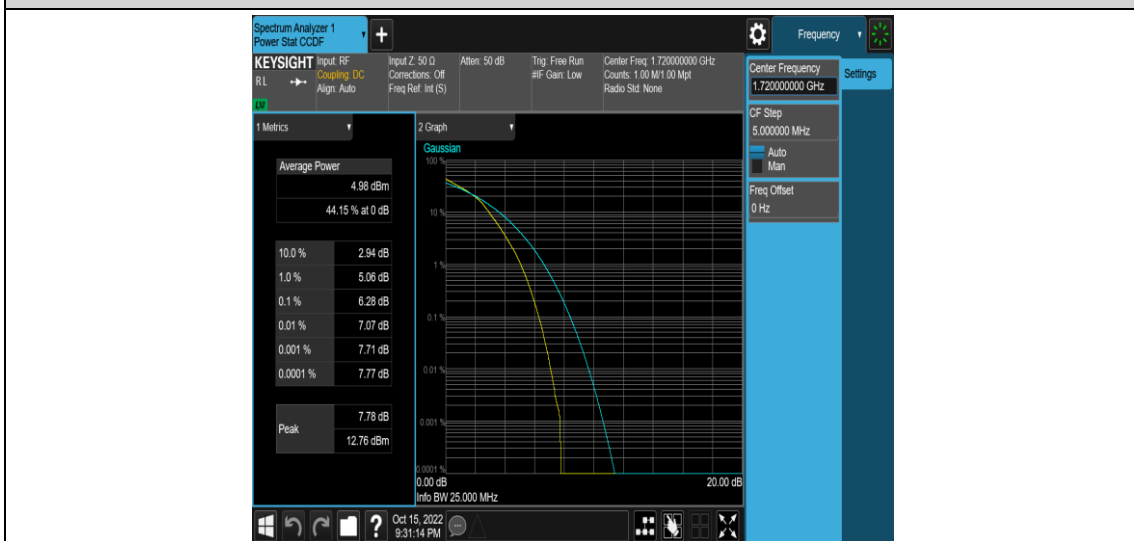 Spectrum Analyzer 1
Power Stat CCDF
+
Frequency
KEYSIGHT
RL
Input: RF
Coupling: DC
Align: Auto
Input Z: 50 Ω
Corrections: Off
Freq Ref: Int (S)
Atten: 50 dB
Trig: Free Run
#IF Gain: Low
Center Freq: 1.720000000 GHz
Counts: 1.00 M/1.00 Mpt
Radio Std: None
Center Frequency
1.720000000 GHz
Settings
CF Step
5.000000 MHz
Auto
Man
Freq Offset
0 Hz
1 Metrics
Average Power
4.98 dBm
44.15 % at 0 dB
10.0 % 2.94 dB
1.0 % 5.06 dB
0.1 % 6.28 dB
0.01 % 7.07 dB
0.001 % 7.71 dB
0.0001 % 7.77 dB
Peak
7.78 dB
12.76 dBm
2 Graph
Gaussian
100 %
10 %
1 %
0.1 %
0.01 %
0.001 %
0.0001 %
0.00 dB 20.00 dB
Info BW 25.000 MHz
?
Oct 15, 2022
9:31:14 PM